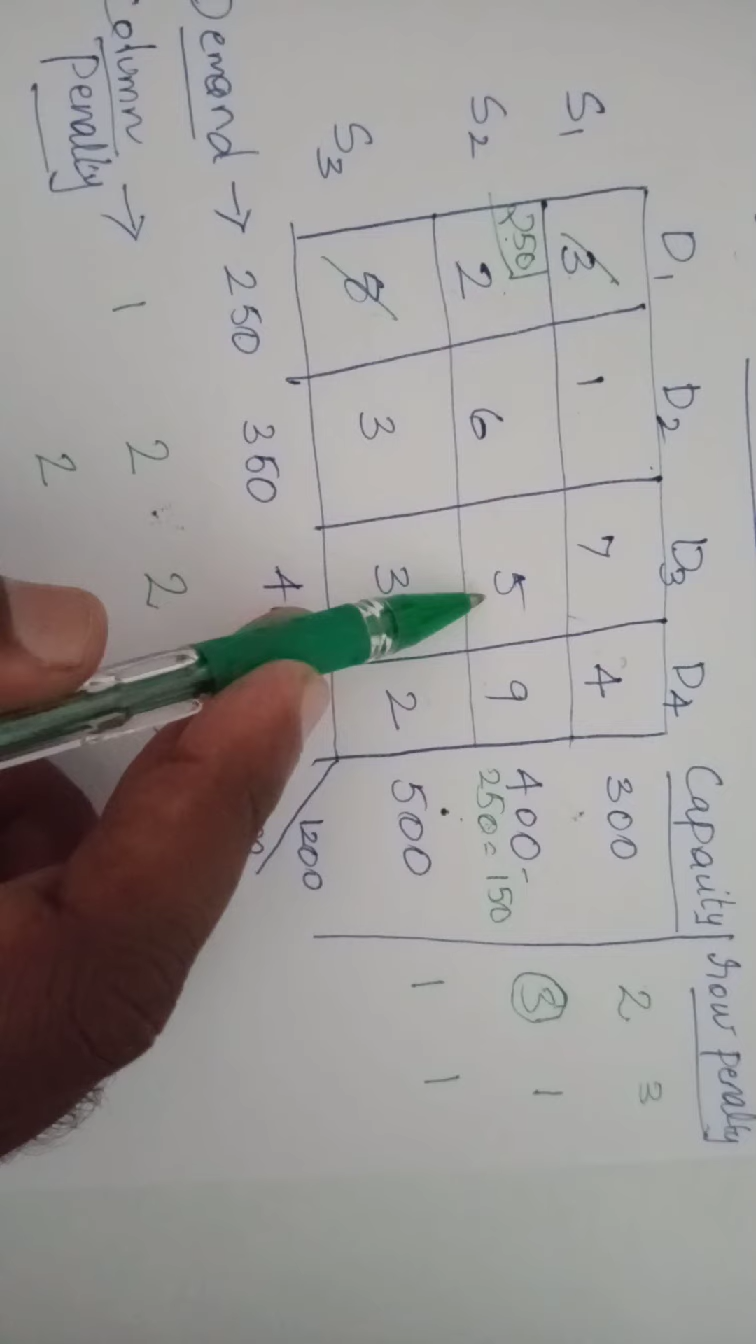 D1 D2 D3 D4 Capacity row penalty
S1 3 1 7 4 300 2 3
250
S2 2 6 5 9 400- 3 1
250=150
S3 8 3 3 2 500 1 1
1200
Demand → 250 350 4
Column → 1 2 2
Penalty 2